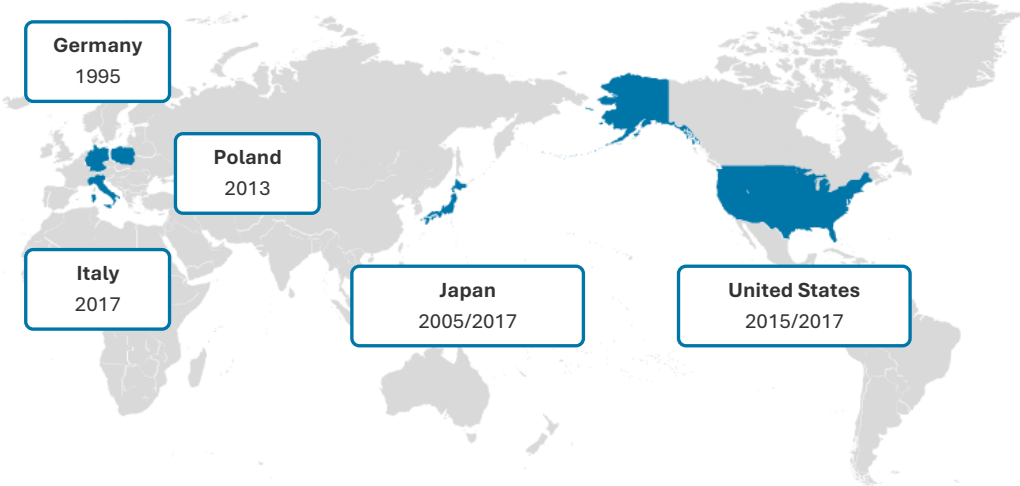 Germany
1995
Poland
2013
Italy
2017
Japan
2005/2017
United States
2015/2017